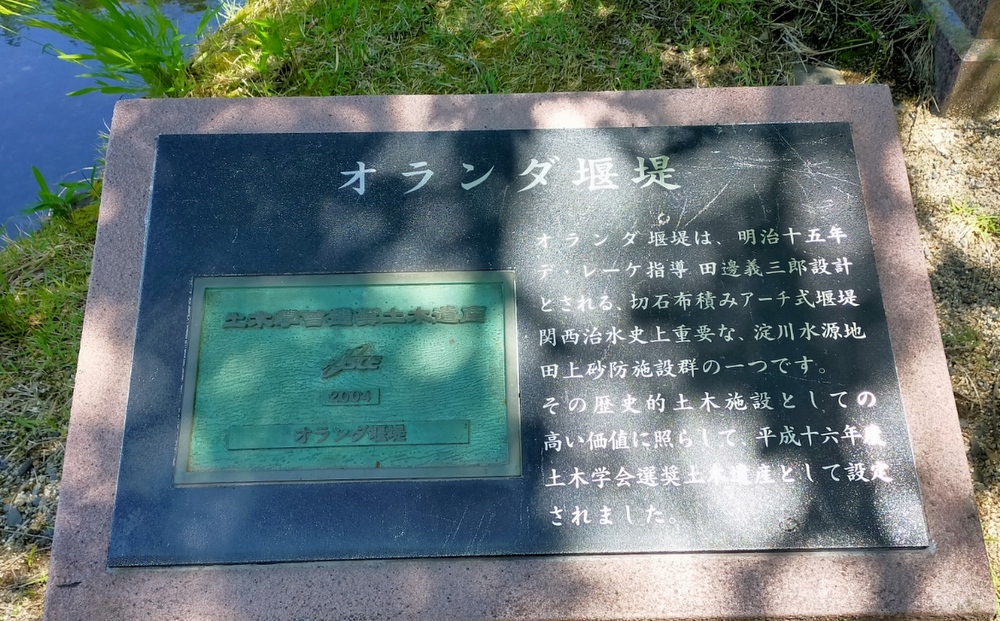 オランダ堰堤
オランダ堰堤は、明治十五年
デ レーケ指導 田邊義三郎設計
とされる、切石布積みアーチ式堰堤
関西治水史上重要な、淀川水源地
田上砂防施設群の一つです。
その歴史的土木施設としての
高い価値に照らして、平成十六年度
土木学会選奨土木遺産として設定
されました。
土木学会選奨土木遺産
JSCE
2004
オランダ堰堤